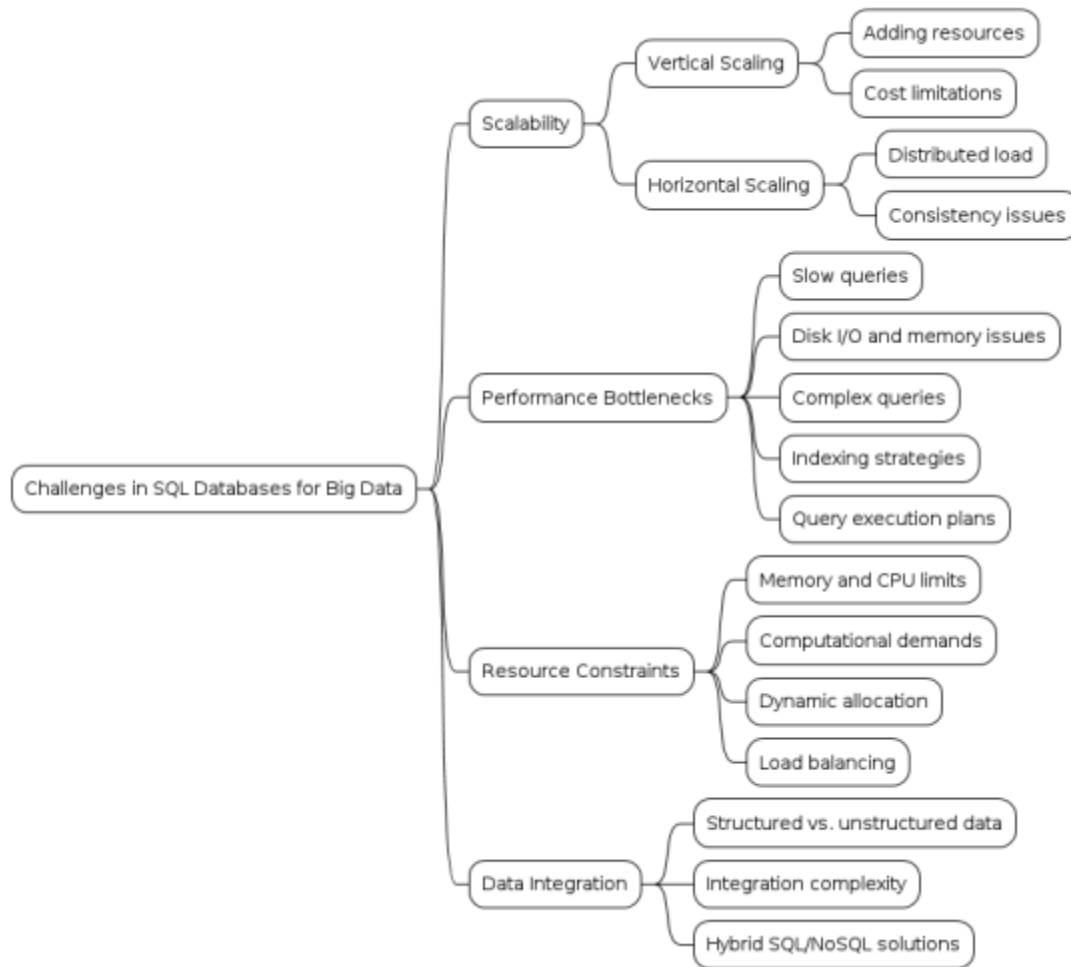 Challenges in SQL Databases for Big Data
Scalability
Vertical Scaling
Adding resources
Cost limitations
Horizontal Scaling
Distributed load
Consistency issues
Performance Bottlenecks
Slow queries
Disk I/O and memory issues
Complex queries
Indexing strategies
Query execution plans
Resource Constraints
Memory and CPU limits
Computational demands
Dynamic allocation
Load balancing
Data Integration
Structured vs. unstructured data
Integration complexity
Hybrid SQL/NoSQL solutions